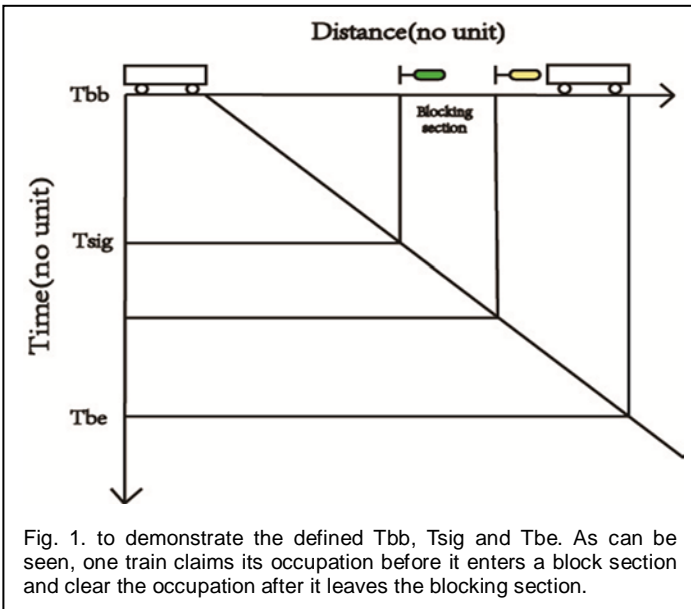 Distance(no unit)
Tbb
Blocking
section
Time(no unit)
Tsig
Tbe
Fig. 1. to demonstrate the defined Tbb, Tsig and Tbe. As can be
seen, one train claims its occupation before it enters a block section
and clear the occupation after it leaves the blocking section.